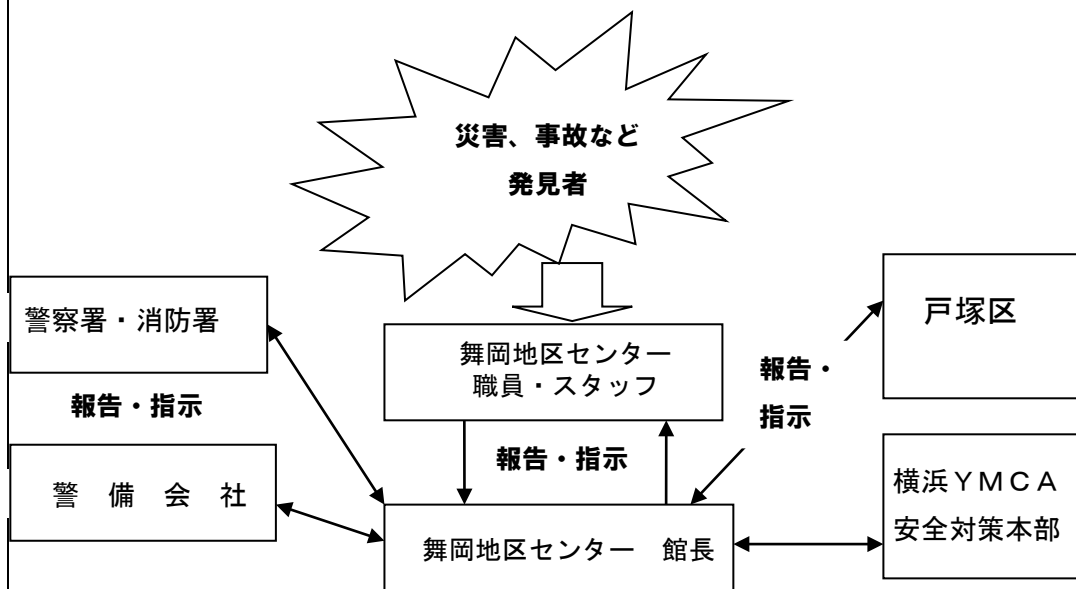 災害、事故など
発見者
警察署・消防署
舞岡地区センター
職員・スタッフ
戸塚区
報告・指示
報告・指示
報告・
指示
警 備 会 社
舞岡地区センター 館長
横浜YMCA
安全対策本部